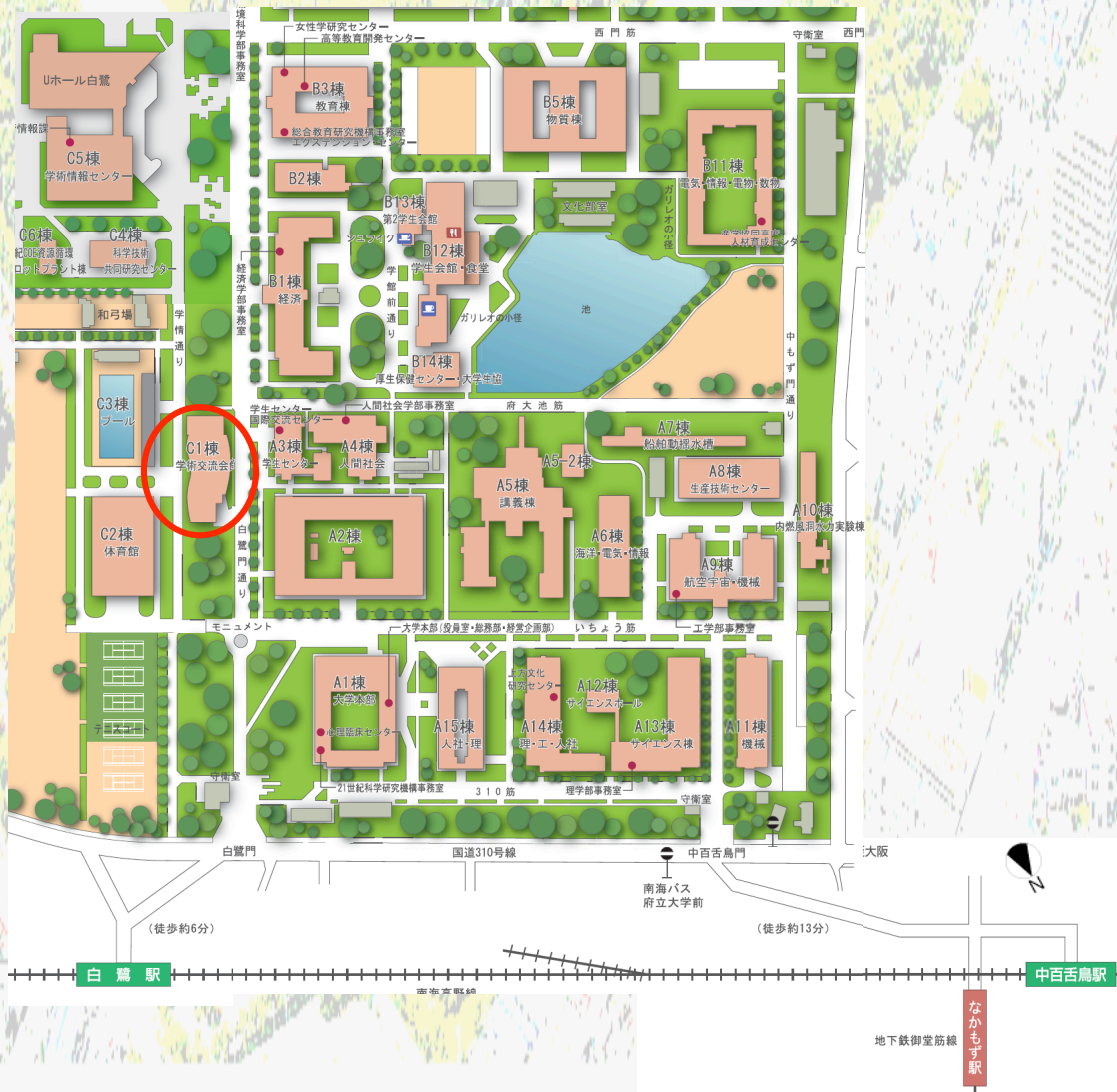 境科学部事務室
女性学研究センター
高等教育開発センター
西門筋
守衛室
西門
Uホール白鷺
B3棟
教育棟
B5棟
物質棟
情報課
総合教育研究機構事務室
エクステンション・センター
C5棟
学術情報センター
B11棟
電気・情報・電物・数物
B2棟
B13棟
第2学生会館
文化部室
ガリレオの小径
人材育成センター
C6棟
C4棟
科学技術
共同研究センター
B12棟
学生会館・食堂
経済学部事務室
B1棟
経済
学館前通り
池
ガリレオの小径
和弓場
学情通り
中もず門通り
B14棟
厚生保健センター・大学生協
C3棟
プール
学生センター
国際交流センター
人間社会学部事務室
府大池筋
C1棟
学術交流会館
A3棟
学生センター
A4棟
人間社会
A7棟
船舶動揺水槽
A5-2棟
A8棟
生産技術センター
A5棟
講義棟
A10棟
内燃風洞水力実験棟
C2棟
体育館
白鷺門通り
A2棟
A6棟
海洋・電気・情報
A9棟
航空宇宙・機械
モニュメント
大学本部(役員室・総務部・経営企画部)
いちょう筋
工学部事務室
A1棟
大学本部
上方文化
研究センター
A12棟
サイエンスホール
テニスコート
心理臨床センター
A15棟
人社・理
A14棟
理・工・人社
A13棟
サイエンス棟
A11棟
機械
守衛室
21世紀科学研究機構事務室
310筋
理学部事務室
守衛室
白鷺門
国道310号線
中百舌鳥門
大阪
南海バス
府立大学前
N
(徒歩約6分)
(徒歩約13分)
白鷺駅
中百舌鳥駅
南海高野線
地下鉄御堂筋線
なかもず駅